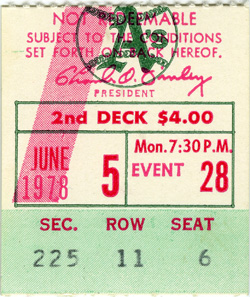 NOT REDEEMABLE
SUBJECT TO THE CONDITIONS
SET FORTH ON BACK HEREOF.
PRESIDENT
2nd DECK $4.00
JUNE 5 Mon. 7:30 P.M.
1978 EVENT 28
SEC. ROW SEAT
225 11 6